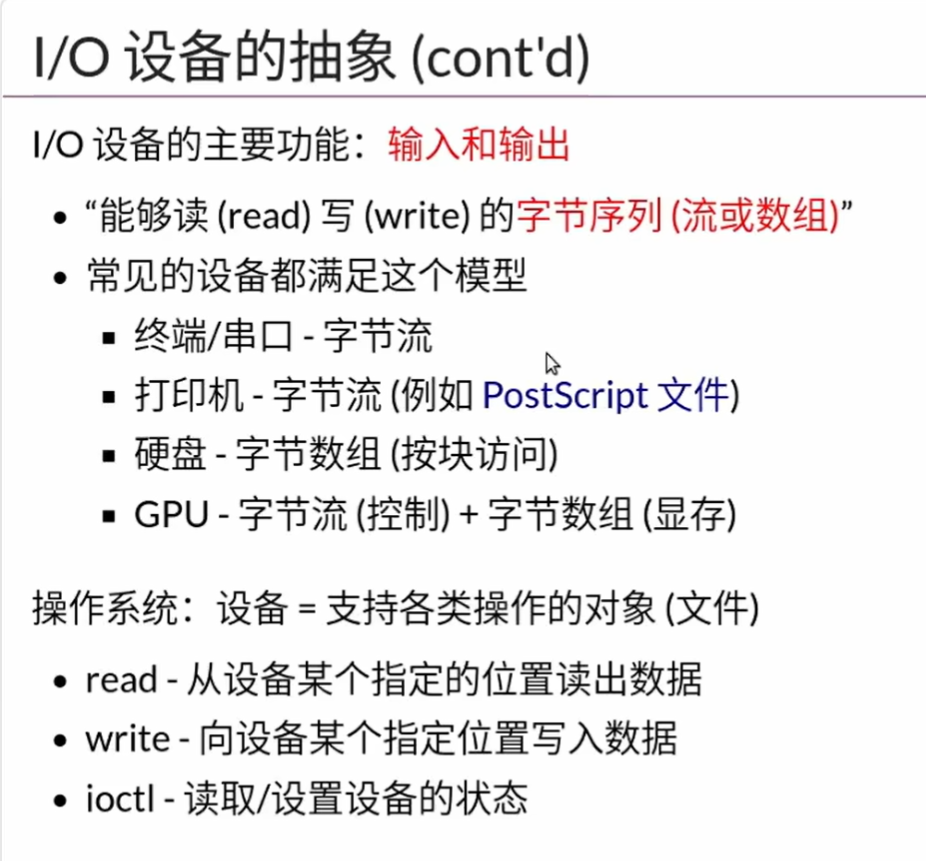 I/O 设备的抽象 (cont'd)
I/O 设备的主要功能：输入和输出
• “能够读 (read) 写 (write) 的字节序列 (流或数组)”
• 常见的设备都满足这个模型
▪ 终端/串口 - 字节流
▪ 打印机 - 字节流 (例如 PostScript 文件)
▪ 硬盘 - 字节数组 (按块访问)
▪ GPU - 字节流 (控制) + 字节数组 (显存)
操作系统：设备 = 支持各类操作的对象 (文件)
• read - 从设备某个指定的位置读出数据
• write - 向设备某个指定位置写入数据
• ioctl - 读取/设置设备的状态